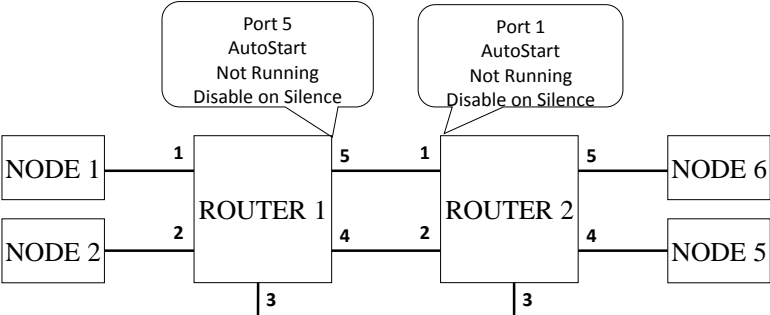 Port 5
AutoStart
Not Running
Disable on Silence
Port 1
AutoStart
Not Running
Disable on Silence
NODE 1
1
ROUTER 1
5
1
ROUTER 2
5
NODE 6
NODE 2
2
4
2
4
NODE 5
3
3